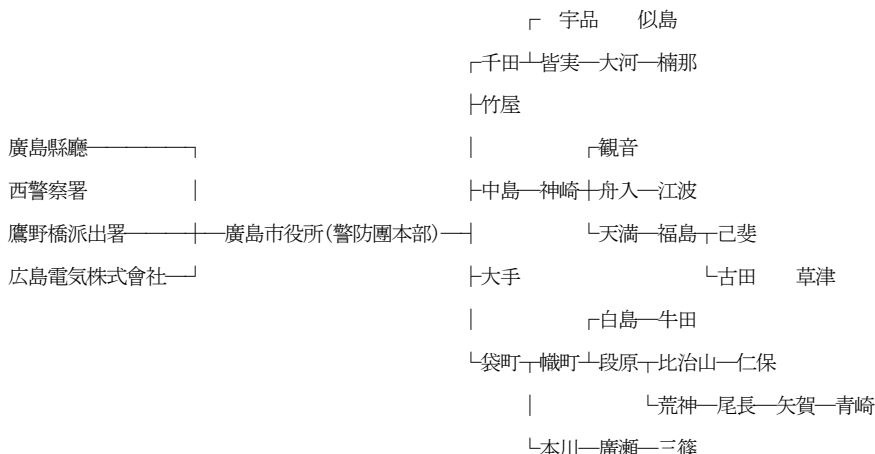 ┌　宇品　　似島
┌千田┴皆実―大河―楠那
├竹屋
廣島縣廰―――――┐　│　┌観音
西警察署　│　├中島―神崎┼舟入―江波
鷹野橋派出署―――┼―廣島市役所(警防團本部)―┤　└天満―福島┬己斐
広島電気株式會社―┘　├大手　└古田　　草津
│　┌白島―牛田
└袋町┬幟町┴段原┬比治山―仁保
│　└荒神―尾長―矢賀―青崎
└本川―廣瀬―三篠